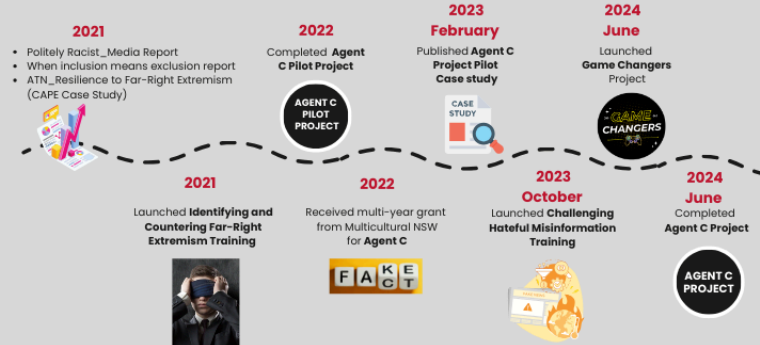 2021
• Politely Racist_Media Report
• When inclusion means exclusion report
• ATN_Resilience to Far-Right Extremism
(CAPE Case Study)
2022
Completed Agent
C Pilot Project
AGENT C
PILOT
PROJECT
2023
February
Published Agent C
Project Pilot
Case study
CASE
STUDY
2024
June
Launched
Game Changers
Project
GAME
CHANGERS
2021
Launched Identifying and
Countering Far-Right
Extremism Training
2022
Received multi-year grant
from Multicultural NSW
for Agent C
FAKE
CT
2023
October
Launched Challenging
Hateful Misinformation
Training
2024
June
Completed
Agent C Project
AGENT C
PROJECT